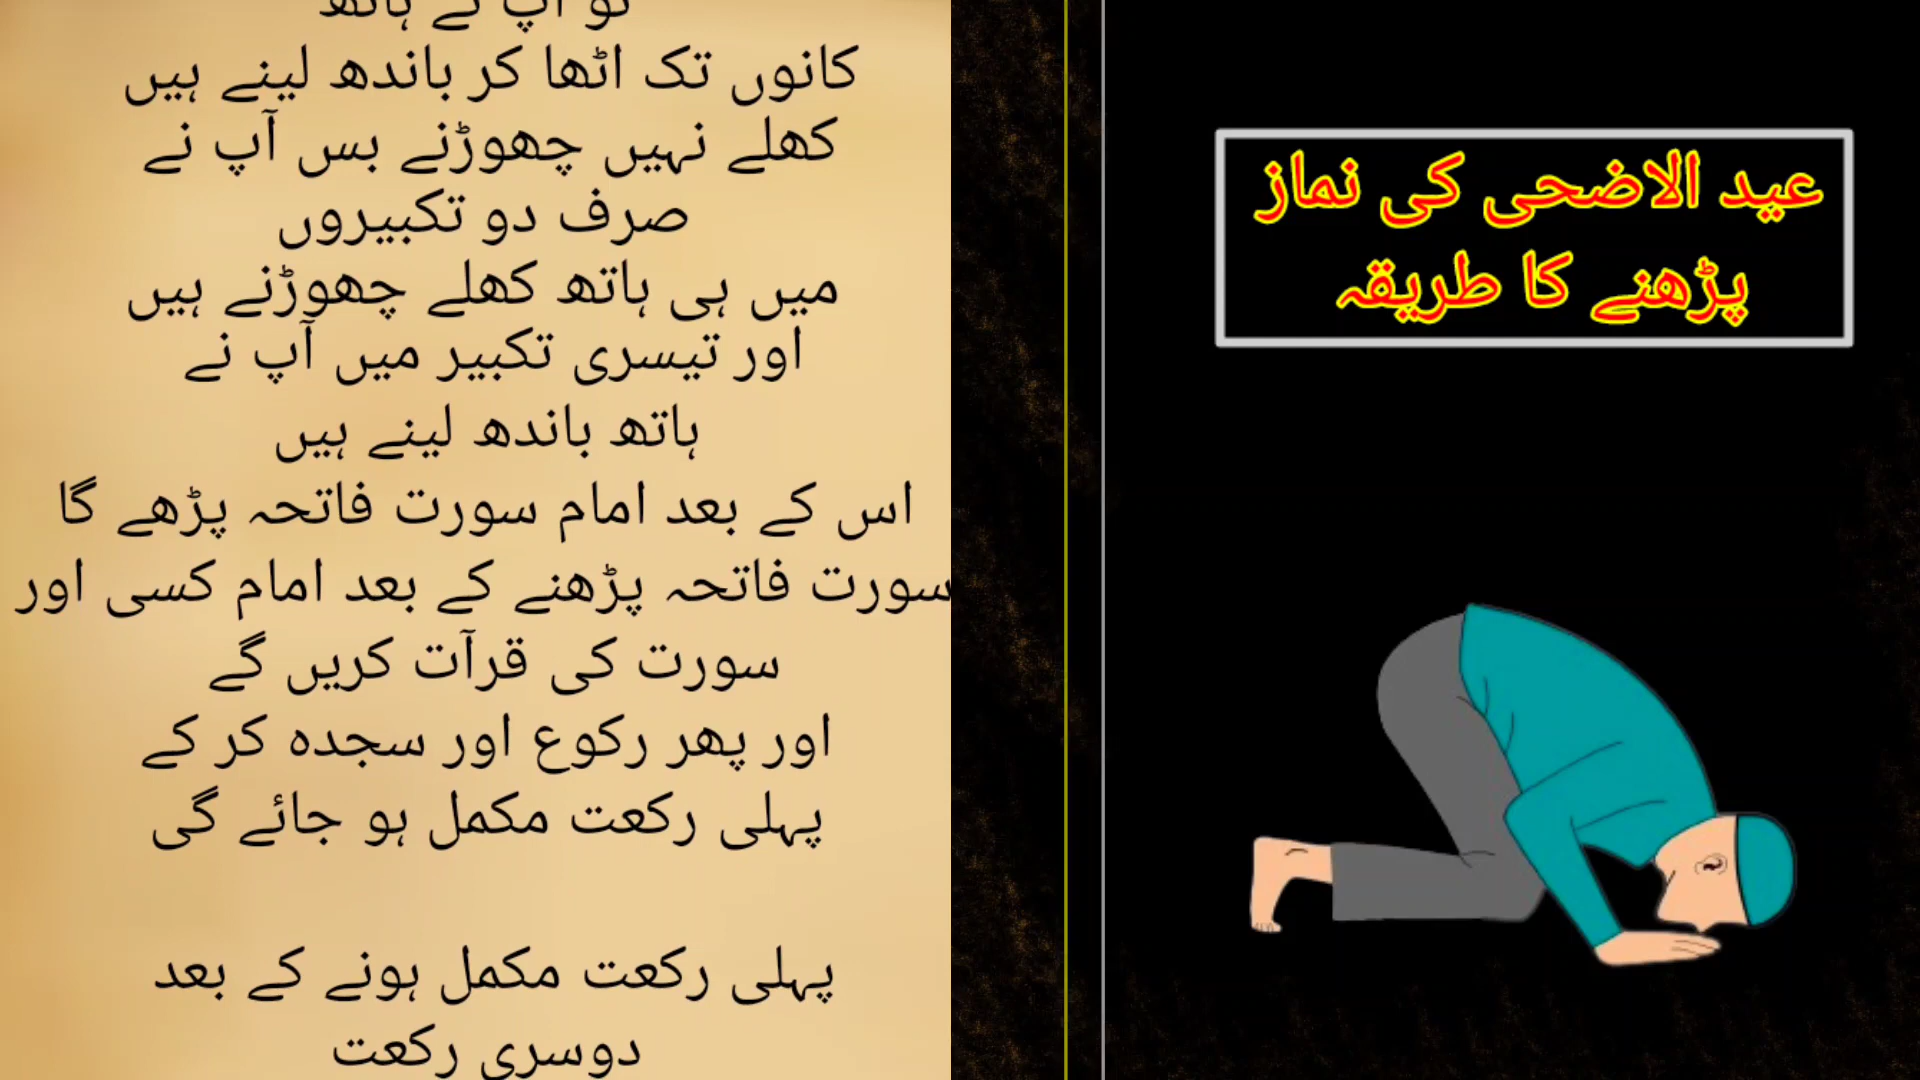 تو آپ نے ہاتھ
کانوں تک اٹھا کر باندھ لینے ہیں
کھلے نہیں چھوڑنے بس آپ نے
صرف دو تکبیروں
میں ہی ہاتھ کھلے چھوڑنے ہیں
اور تیسری تکبیر میں آپ نے
ہاتھ باندھ لینے ہیں
اس کے بعد امام سورت فاتحہ پڑھے گا
سورت فاتحہ پڑھنے کے بعد امام کسی اور
سورت کی قرآت کریں گے
اور پھر رکوع اور سجدہ کر کے
پہلی رکعت مکمل ہو جائے گی
پہلی رکعت مکمل ہونے کے بعد
دوسری رکعت
عید الاضحی کی نماز
پڑھنے کا طریقہ